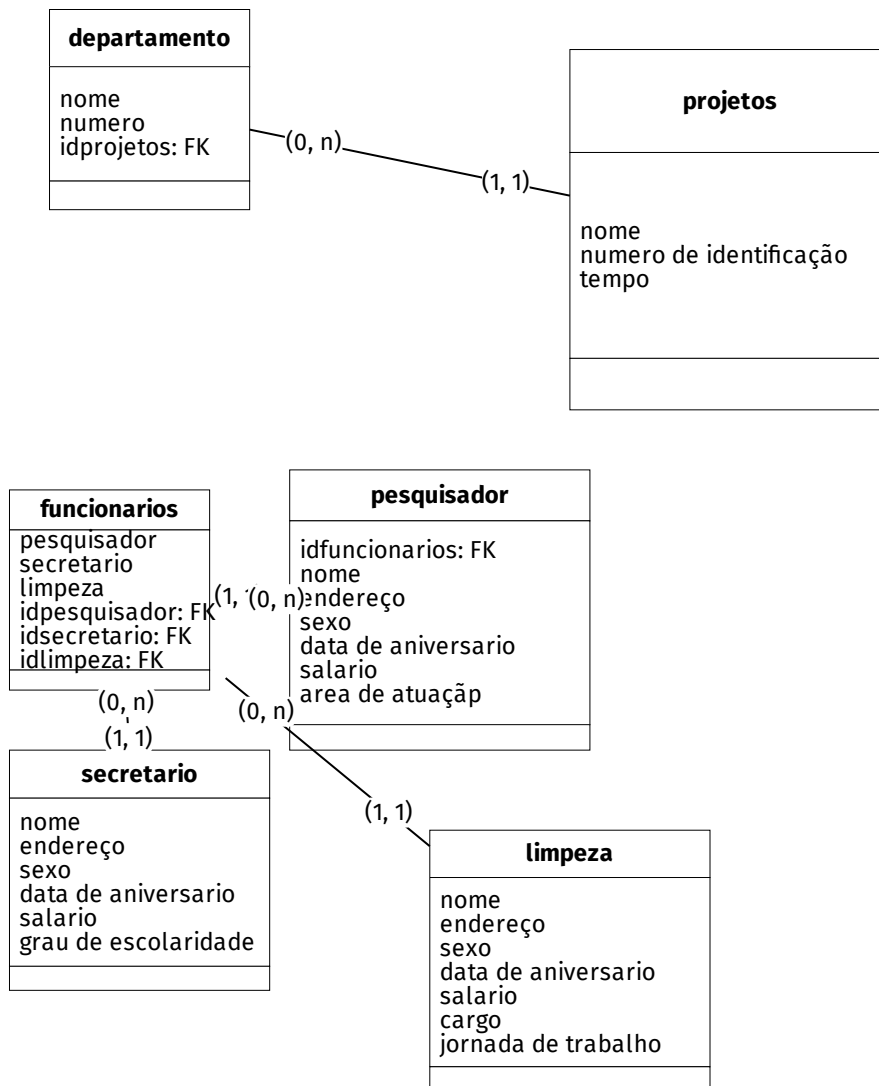 departamento
nome
numero
idprojetos: FK
(0, n)
(1, 1)
projetos
nome
numero de identificação
tempo
funcionarios
pesquisador
secretario
limpeza
idpesquisador: FK
idsecretario: FK
idlimpeza: FK
(1, 1
(0, n)
pesquisador
idfuncionarios: FK
nome
endereço
sexo
data de aniversario
salario
area de atuaçãp
(0, n)
(1, 1)
secretario
nome
endereço
sexo
data de aniversario
salario
grau de escolaridade
(0, n)
(1, 1)
limpeza
nome
endereço
sexo
data de aniversario
salario
cargo
jornada de trabalho